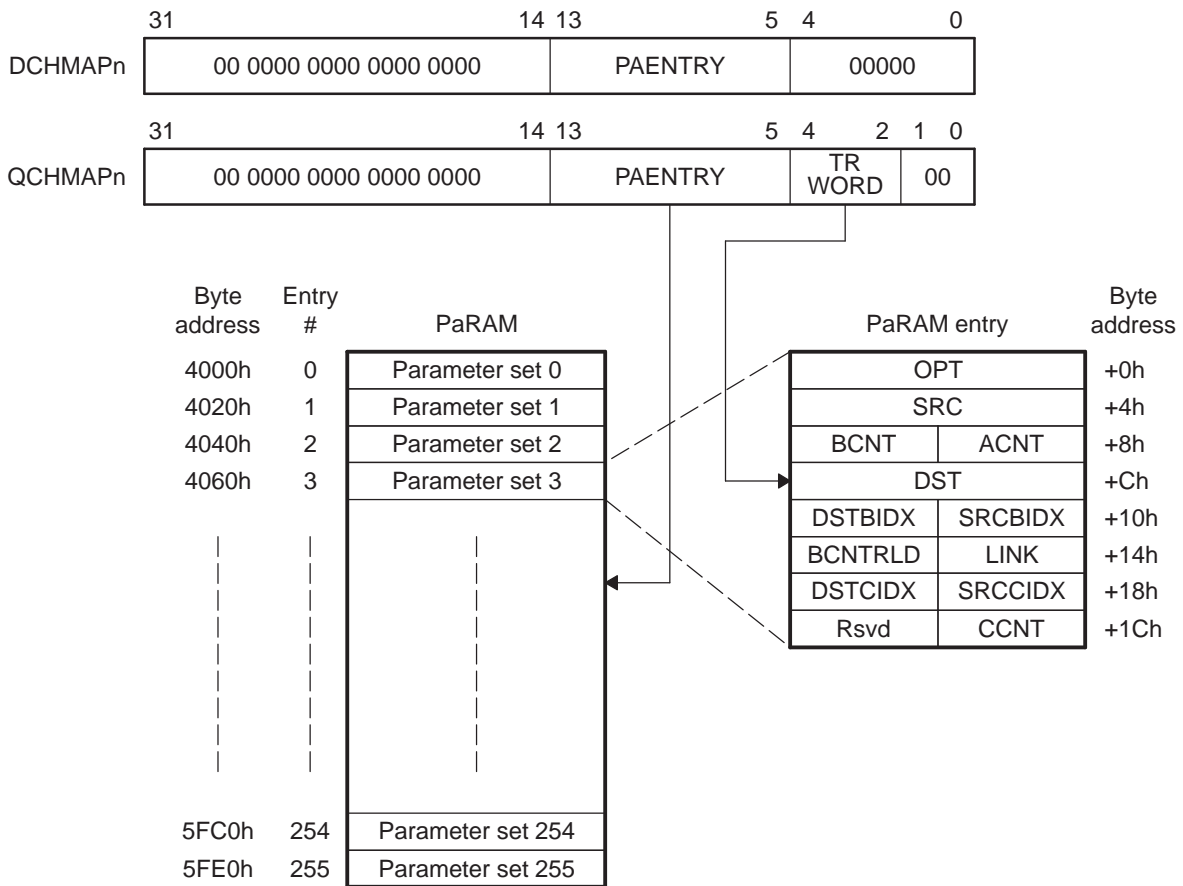 31 14 13 5 4 0
DCHMAPn 00 0000 0000 0000 0000 PAENTRY 00000
31 14 13 5 4 2 1 0
QCHMAPn 00 0000 0000 0000 0000 PAENTRY TR WORD 00
Byte address Entry # PaRAM
4000h 0 Parameter set 0
4020h 1 Parameter set 1
4040h 2 Parameter set 2
4060h 3 Parameter set 3
5FC0h 254 Parameter set 254
5FE0h 255 Parameter set 255
PaRAM entry Byte address
OPT +0h
SRC +4h
BCNT ACNT +8h
DST +Ch
DSTBIDX SRCBIDX +10h
BCNTRLD LINK +14h
DSTCIDX SRCCIDX +18h
Rsvd CCNT +1Ch